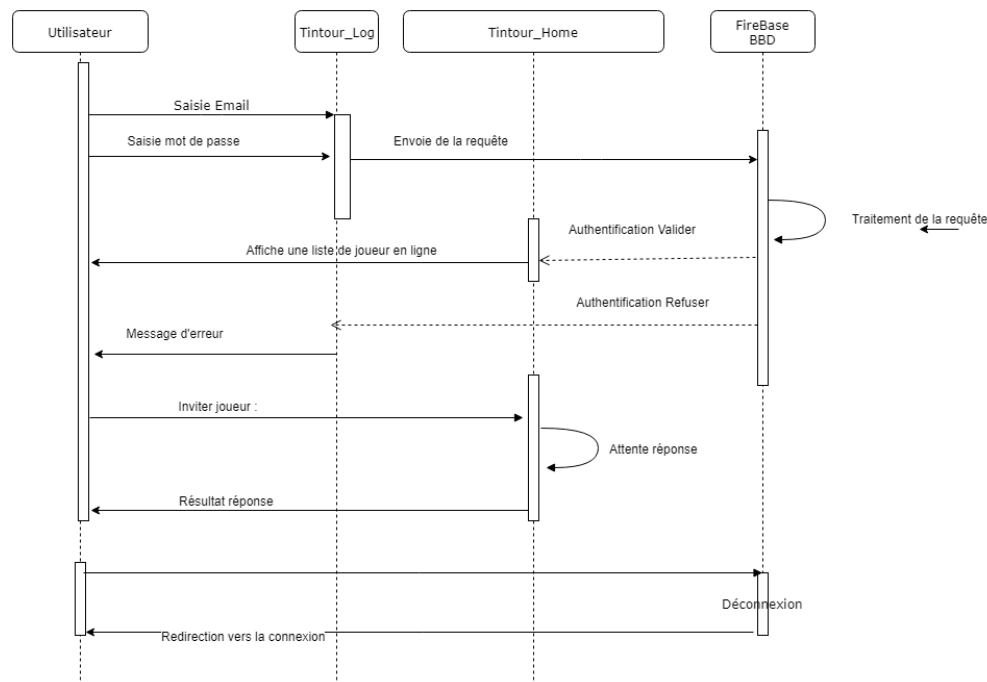 Utilisateur
Tintour_Log
Tintour_Home
FireBase
BBD
Saisie Email
Saisie mot de passe
Envoie de la requête
Traitement de la requête
Authentification Valider
Affiche une liste de joueur en ligne
Authentification Refuser
Message d'erreur
Inviter joueur :
Attente réponse
Résultat réponse
Déconnexion
Redirection vers la connexion